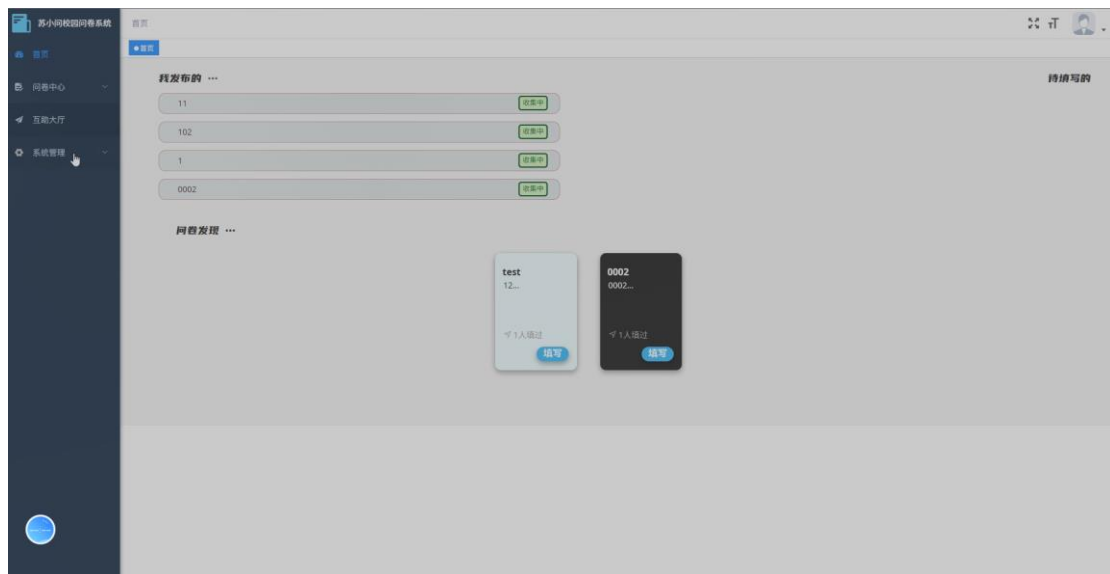 苏小问校园问卷系统
首页
首页
首页
问卷中心
互助大厅
系统管理
我发布的 ...
待填写的
11 收集中
102 收集中
1 收集中
0002 收集中
问卷发现 ...
test
12...
1人填过
填写
0002
0002...
1人填过
填写